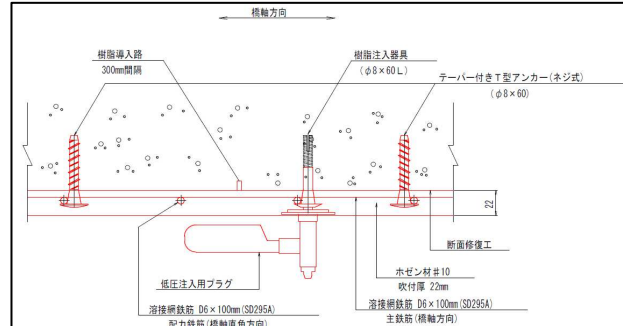 橋軸方向
樹脂導入路
300mm間隔
樹脂注入器具
(φ8×60L)
テーパー付きT型アンカー(ネジ式)
(φ8×60)
22
断面修復工
低圧注入用プラグ
ホゼン材#10
吹付厚 22mm
溶接網鉄筋 D6×100mm(SD295A)
配力鉄筋(橋軸直角方向)
溶接網鉄筋 D6×100mm(SD295A)
主鉄筋(橋軸方向)